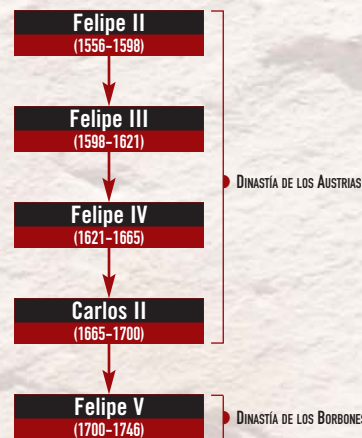 Felipe II
(1556-1598)
Felipe III
(1598-1621)
Dinastía de los Austrias
Felipe IV
(1621-1665)
Carlos II
(1665-1700)
Felipe V
(1700-1746)
Dinastía de los Borbones